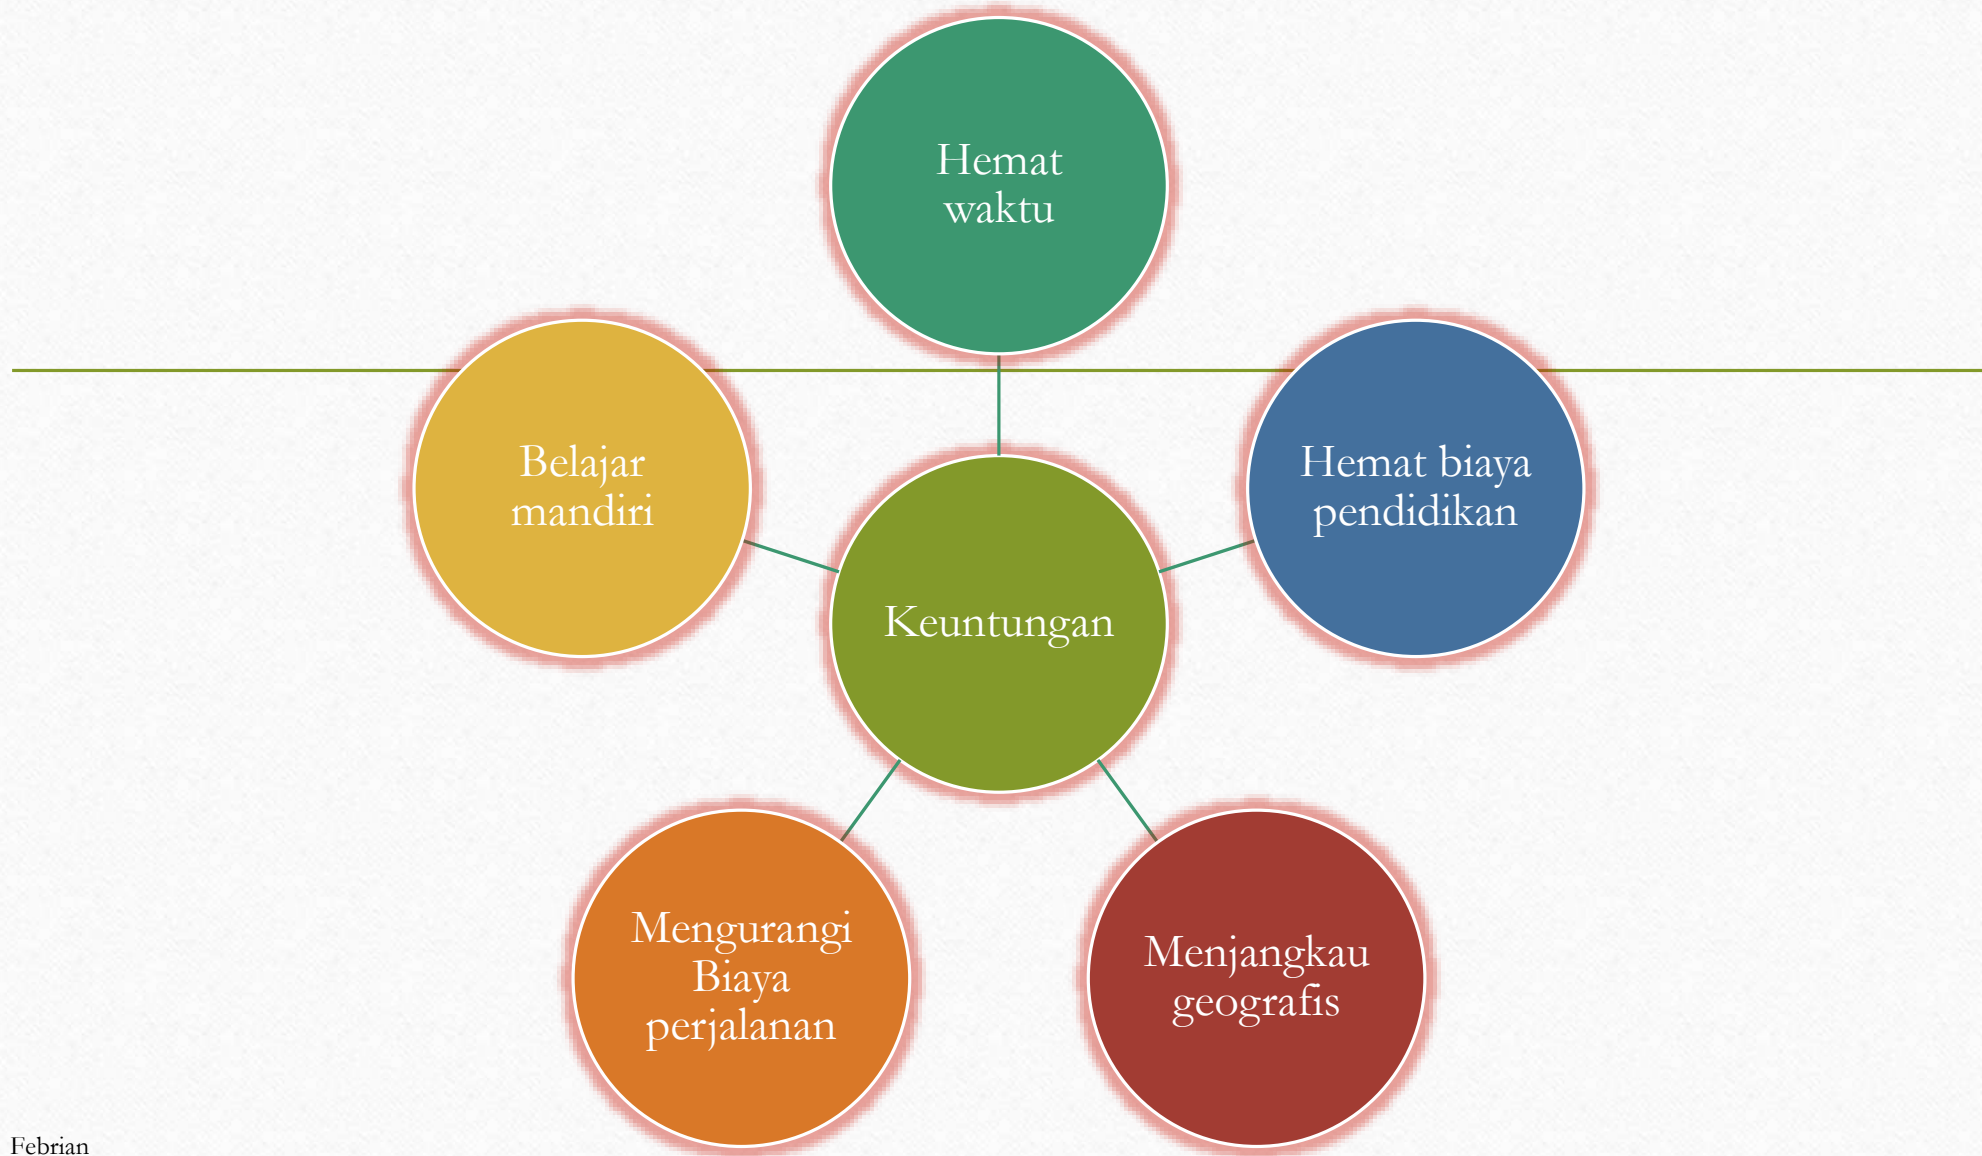 Hemat
waktu
Belajar
mandiri
Hemat biaya
pendidikan
Keuntungan
Mengurangi
Biaya
perjalanan
Menjangkau
geografis
Febrian